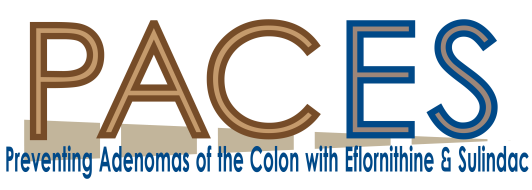 PACES
Preventing Adenomas of the Colon with Eflornithine & Sulindac